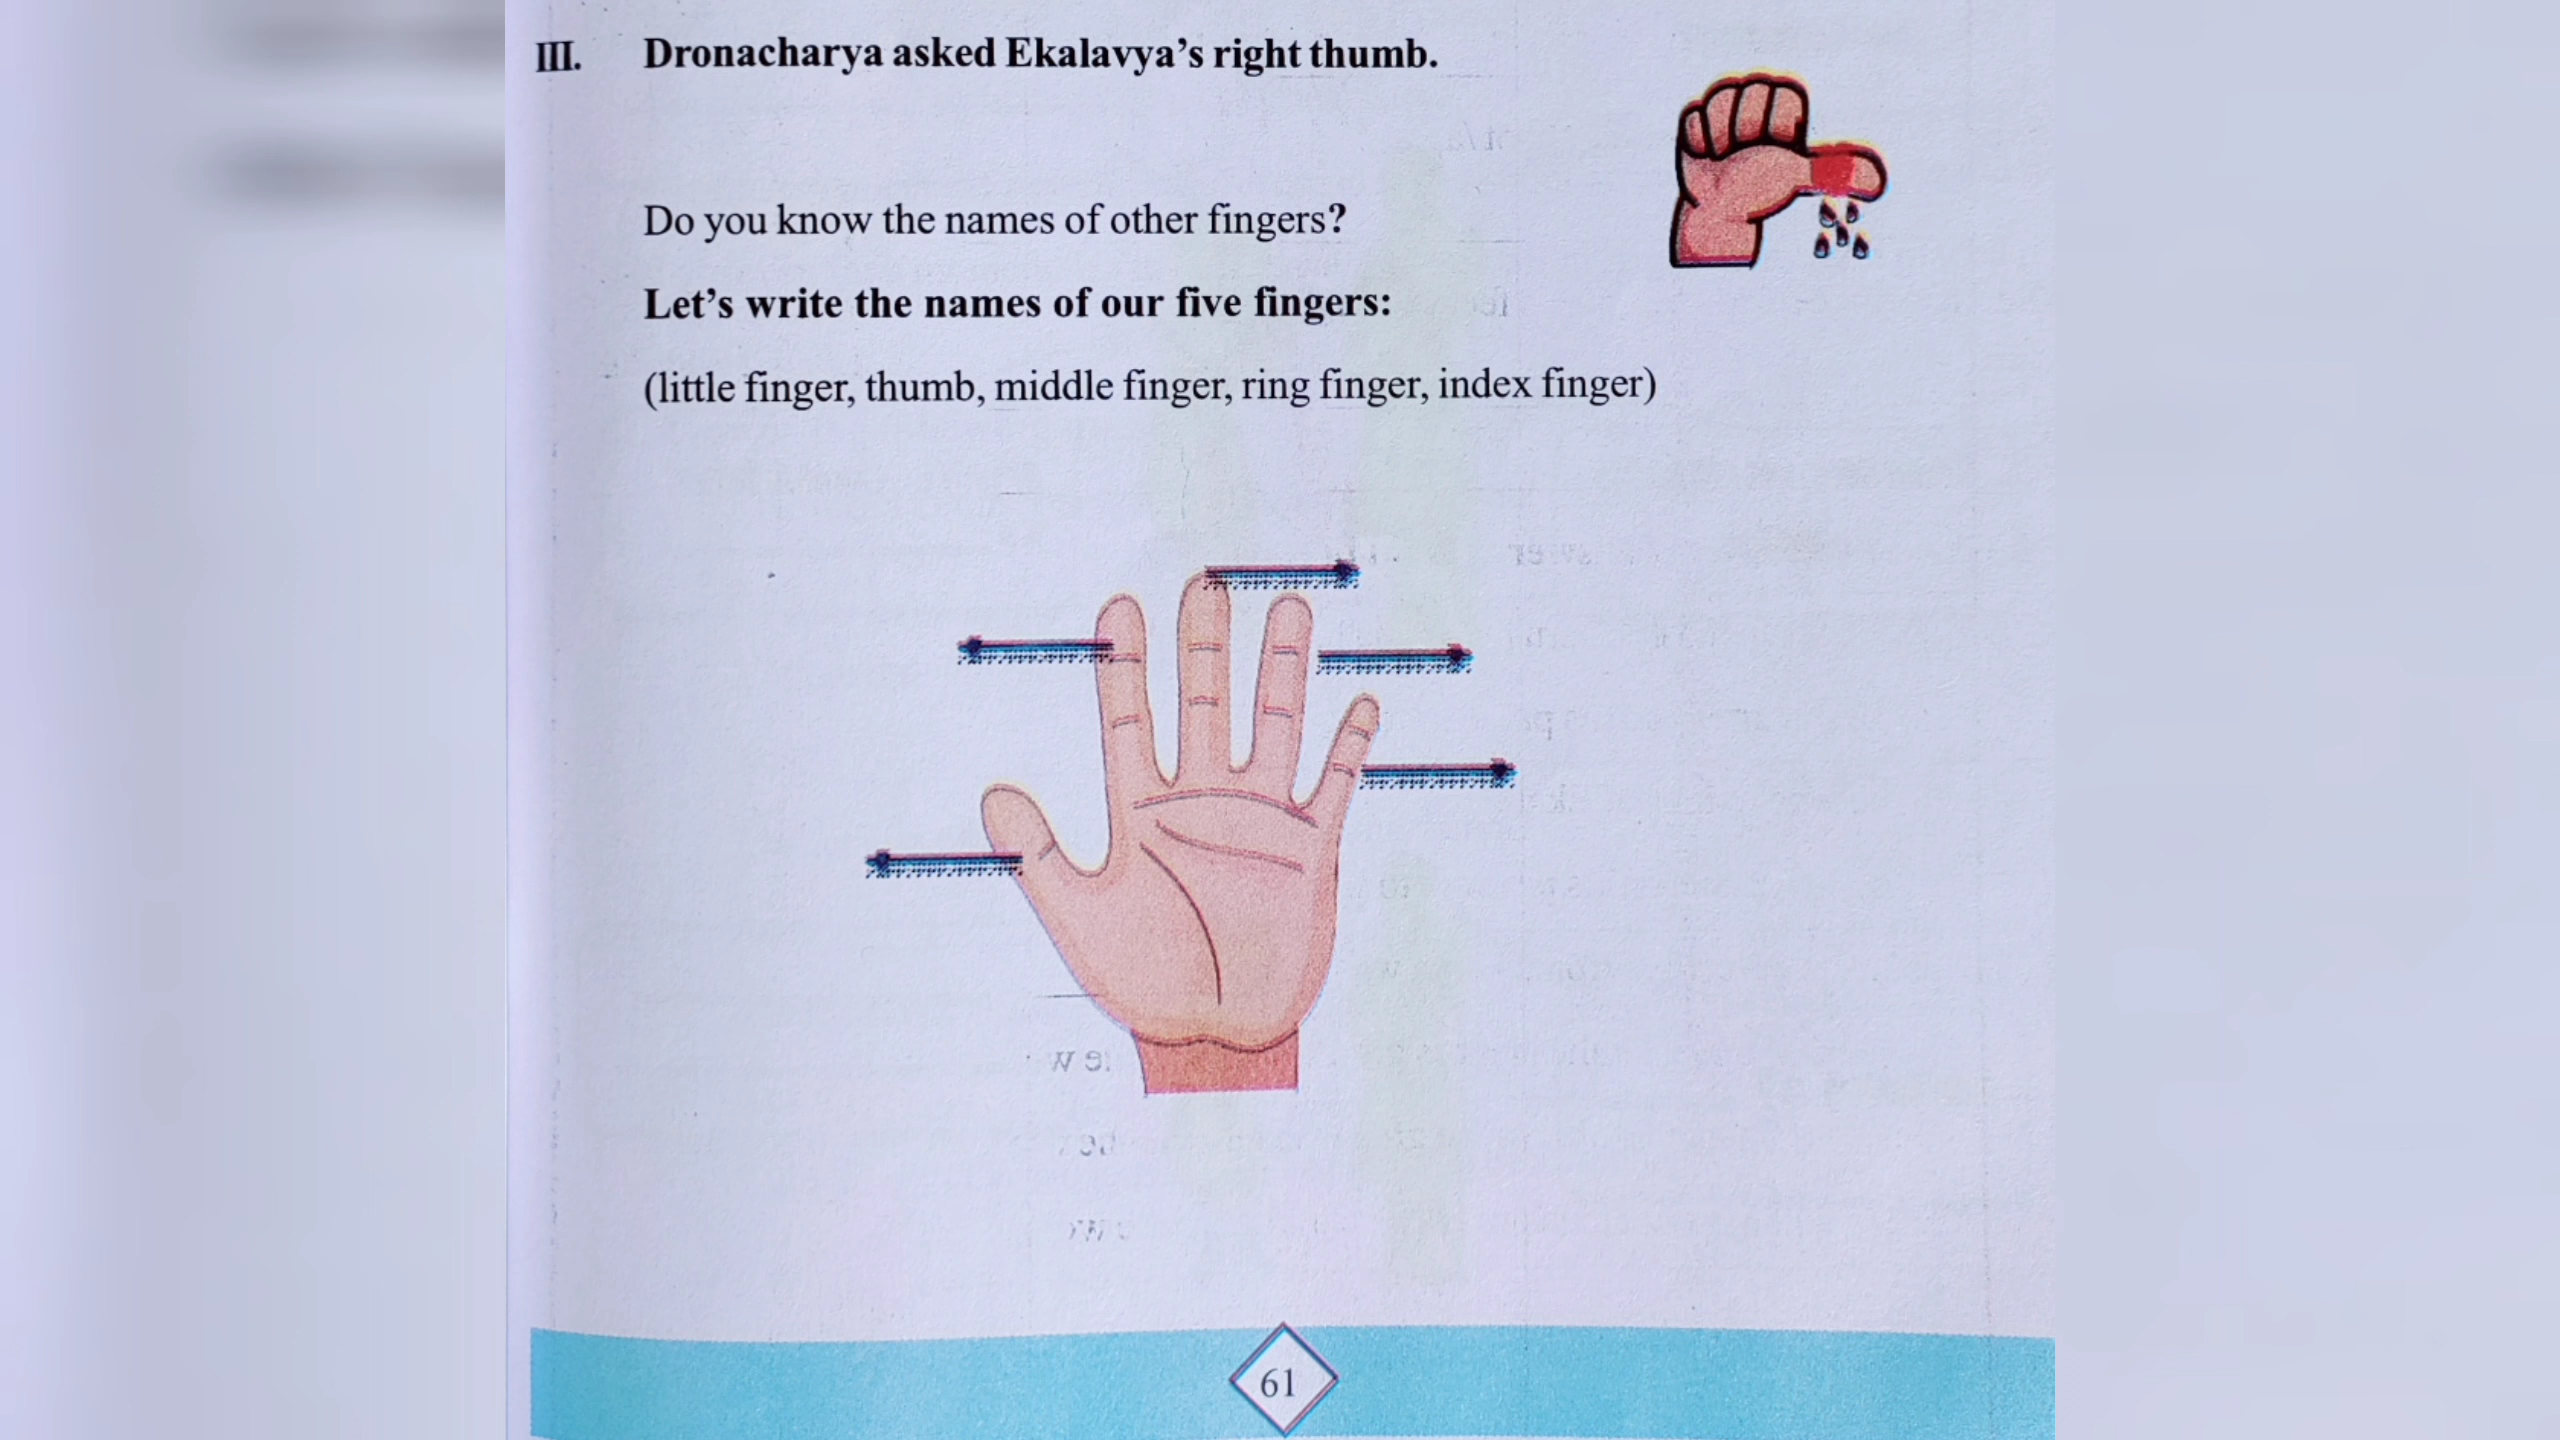 III. Dronacharya asked Ekalavya’s right thumb.
Do you know the names of other fingers?
Let’s write the names of our five fingers:
(little finger, thumb, middle finger, ring finger, index finger)
61